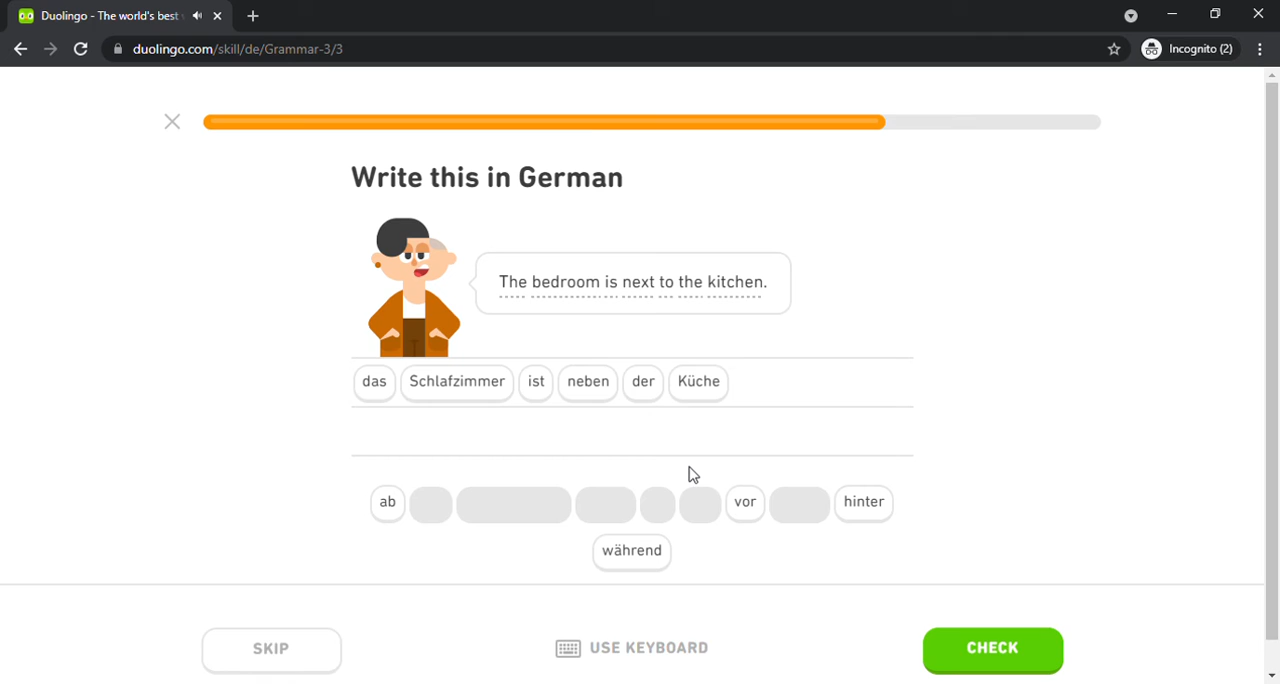 Duolingo - The world's best
duolingo.com/skill/de/Grammar-3/3
Incognito (2)
Write this in German
The bedroom is next to the kitchen.
das Schlafzimmer ist neben der Küche
ab vor hinter
während
SKIP USE KEYBOARD CHECK